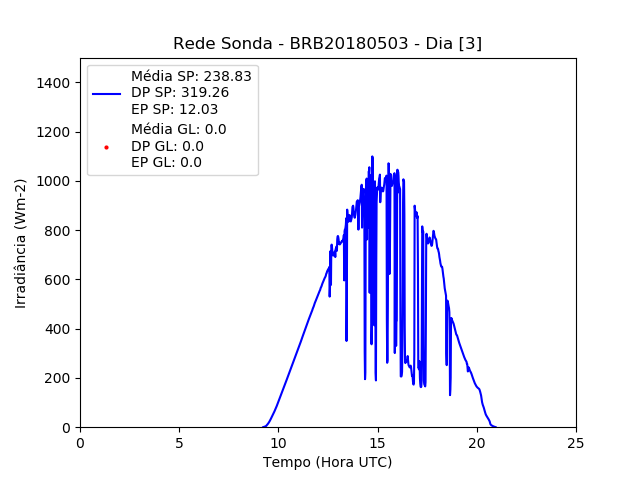 Rede Sonda - BRB20180503 - Dia [3]
Média SP: 238.83
DP SP: 319.26
EP SP: 12.03
Média GL: 0.0
DP GL: 0.0
EP GL: 0.0
Irradiância (Wm-2)
1400
1200
1000
800
600
400
200
0
0 5 10 15 20 25
Tempo (Hora UTC)